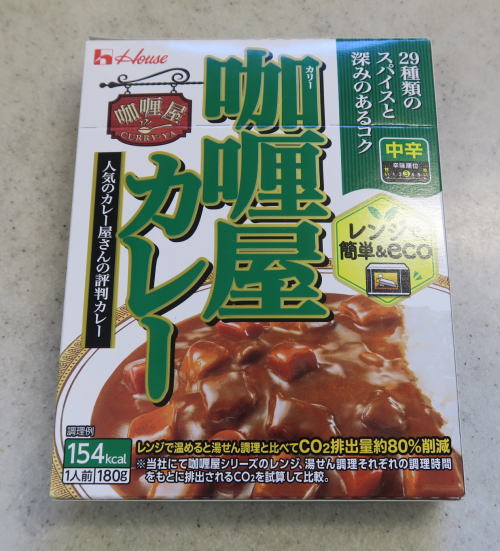 House
29種類の
スパイスと
深みのあるコク
咖喱屋
CURRY-YA
カリー
咖喱屋
カレー
人気のカレー屋さんの評判カレー
中辛
辛味順位
レンジで
簡単&eco
調理例
154kcal
1人前 180g
レンジで温めると湯せん調理と比べてCO2排出量約80%削減
※当社にて咖喱屋シリーズのレンジ、湯せん調理それぞれの調理時間
をもとに排出されるCO2を試算して比較。